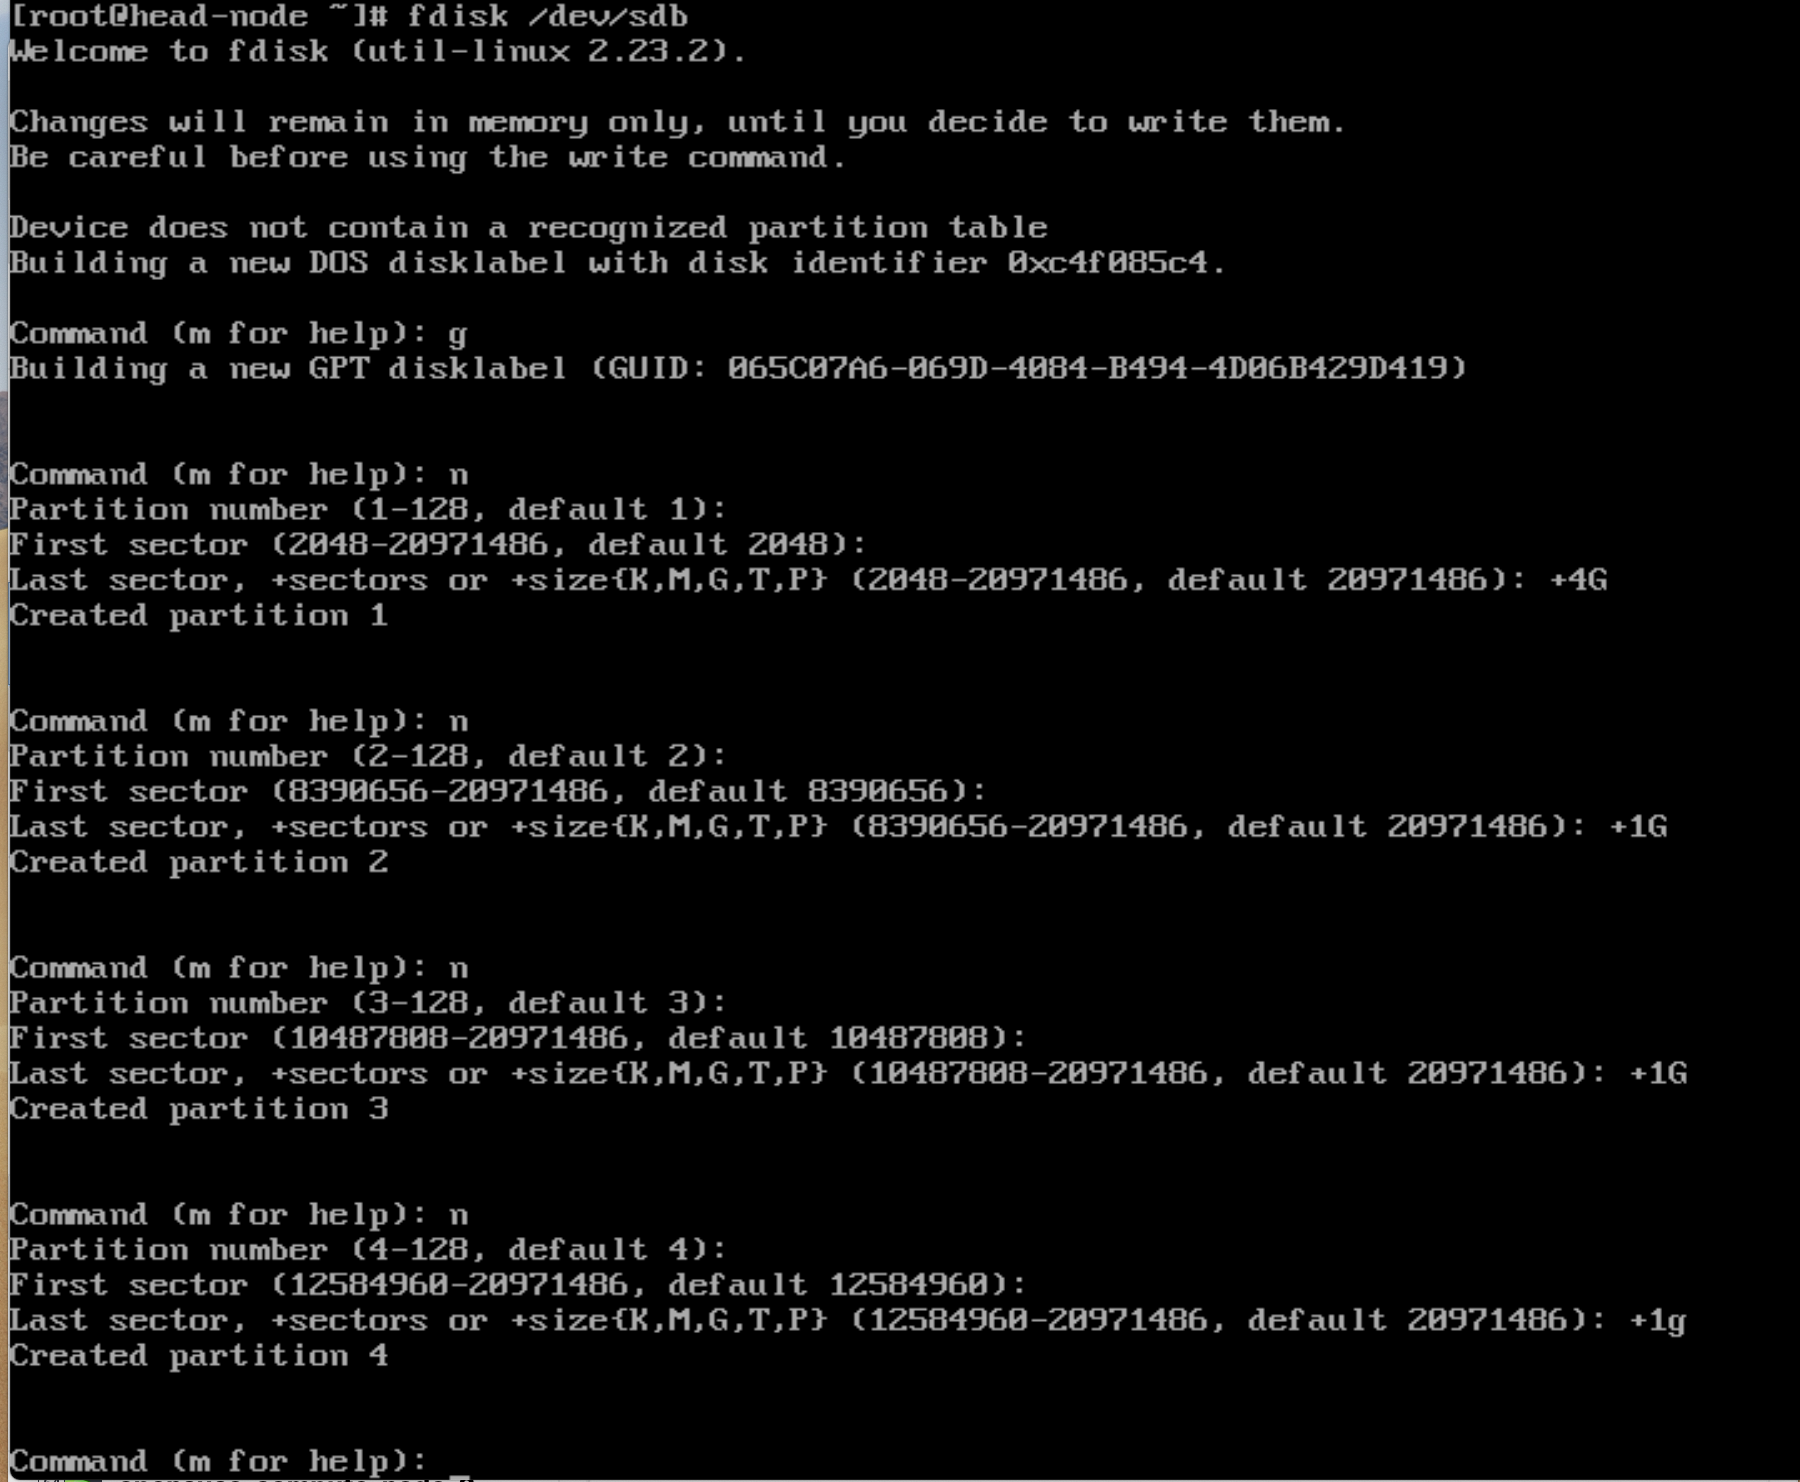 [root@head-node ~]# fdisk /dev/sdb
Welcome to fdisk (util-linux 2.23.2).
Changes will remain in memory only, until you decide to write them.
Be careful before using the write command.
Device does not contain a recognized partition table
Building a new DOS disklabel with disk identifier 0xc4f085c4.
Command (m for help): g
Building a new GPT disklabel (GUID: 065C07A6-069D-4084-B494-4D06B429D419)
Command (m for help): n
Partition number (1-128, default 1):
First sector (2048-20971486, default 2048):
Last sector, +sectors or +size{K,M,G,T,P} (2048-20971486, default 20971486): +4G
Created partition 1
Command (m for help): n
Partition number (2-128, default 2):
First sector (8390656-20971486, default 8390656):
Last sector, +sectors or +size{K,M,G,T,P} (8390656-20971486, default 20971486): +1G
Created partition 2
Command (m for help): n
Partition number (3-128, default 3):
First sector (10487808-20971486, default 10487808):
Last sector, +sectors or +size{K,M,G,T,P} (10487808-20971486, default 20971486): +1G
Created partition 3
Command (m for help): n
Partition number (4-128, default 4):
First sector (12584960-20971486, default 12584960):
Last sector, +sectors or +size{K,M,G,T,P} (12584960-20971486, default 20971486): +1g
Created partition 4
Command (m for help):